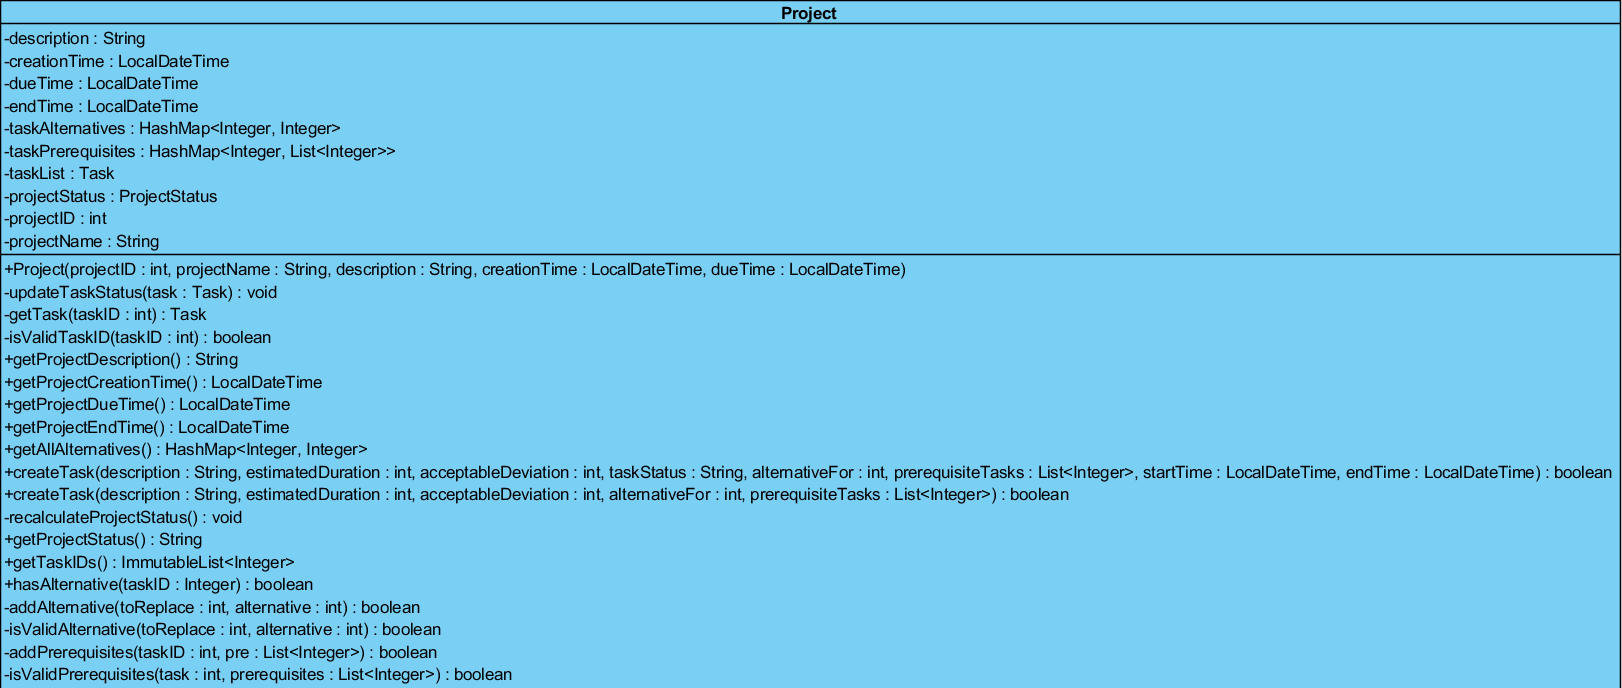 Project
-description : String
-creationTime : LocalDateTime
-dueTime : LocalDateTime
-endTime : LocalDateTime
-taskAlternatives : HashMap<Integer, Integer>
-taskPrerequisites : HashMap<Integer, List<Integer>>
-taskList : Task
-projectStatus : ProjectStatus
-projectID : int
-projectName : String
+Project(projectID : int, projectName : String, description : String, creationTime : LocalDateTime, dueTime : LocalDateTime)
-updateTaskStatus(task : Task) : void
-getTask(taskID : int) : Task
-isValidTaskID(taskID : int) : boolean
+getProjectDescription() : String
+getProjectCreationTime() : LocalDateTime
+getProjectDueTime() : LocalDateTime
+getProjectEndTime() : LocalDateTime
+getAllAlternatives() : HashMap<Integer, Integer>
+createTask(description : String, estimatedDuration : int, acceptableDeviation : int, taskStatus : String, alternativeFor : int, prerequisiteTasks : List<Integer>, startTime : LocalDateTime, endTime : LocalDateTime) : boolean
+createTask(description : String, estimatedDuration : int, acceptableDeviation : int, alternativeFor : int, prerequisiteTasks : List<Integer>) : boolean
-recalculateProjectStatus() : void
+getProjectStatus() : String
+getTaskIDs() : ImmutableList<Integer>
+hasAlternative(taskID : Integer) : boolean
-addAlternative(toReplace : int, alternative : int) : boolean
-isValidAlternative(toReplace : int, alternative : int) : boolean
-addPrerequisites(taskID : int, pre : List<Integer>) : boolean
-isValidPrerequisites(task : int, prerequisites : List<Integer>) : boolean